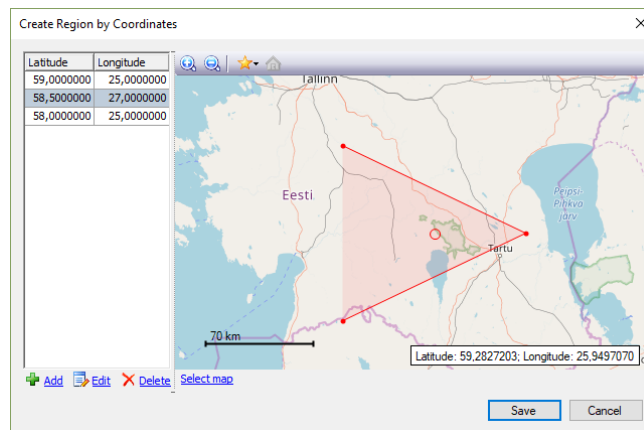 Create Region by Coordinates
Latitude Longitude
59,0000000 25,0000000
58,5000000 27,0000000
58,0000000 25,0000000
Tallinn
Eesti
Peipsi-
Pihkva
järv
Tartu
70 km
Latitude: 59,2827203; Longitude: 25,9497070
Add Edit Delete Select map
Save Cancel